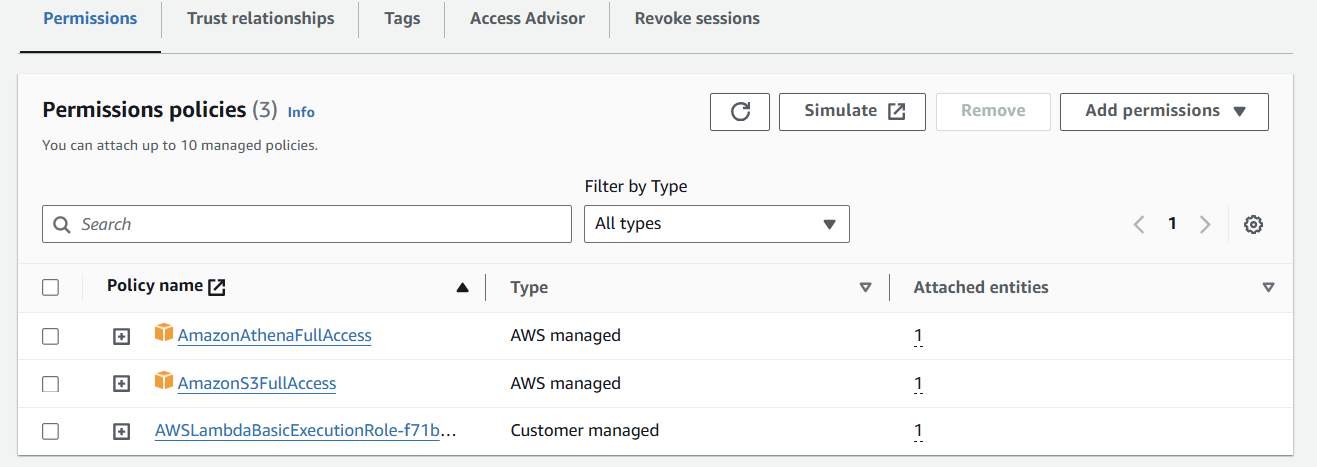 Permissions Trust relationships Tags Access Advisor Revoke sessions
Permissions policies (3) Info
Simulate Remove Add permissions
You can attach up to 10 managed policies.
Filter by Type
Search All types 1
Policy name Type Attached entities
AmazonAthenaFullAccess AWS managed 1
AmazonS3FullAccess AWS managed 1
AWSLambdaBasicExecutionRole-f71b... Customer managed 1